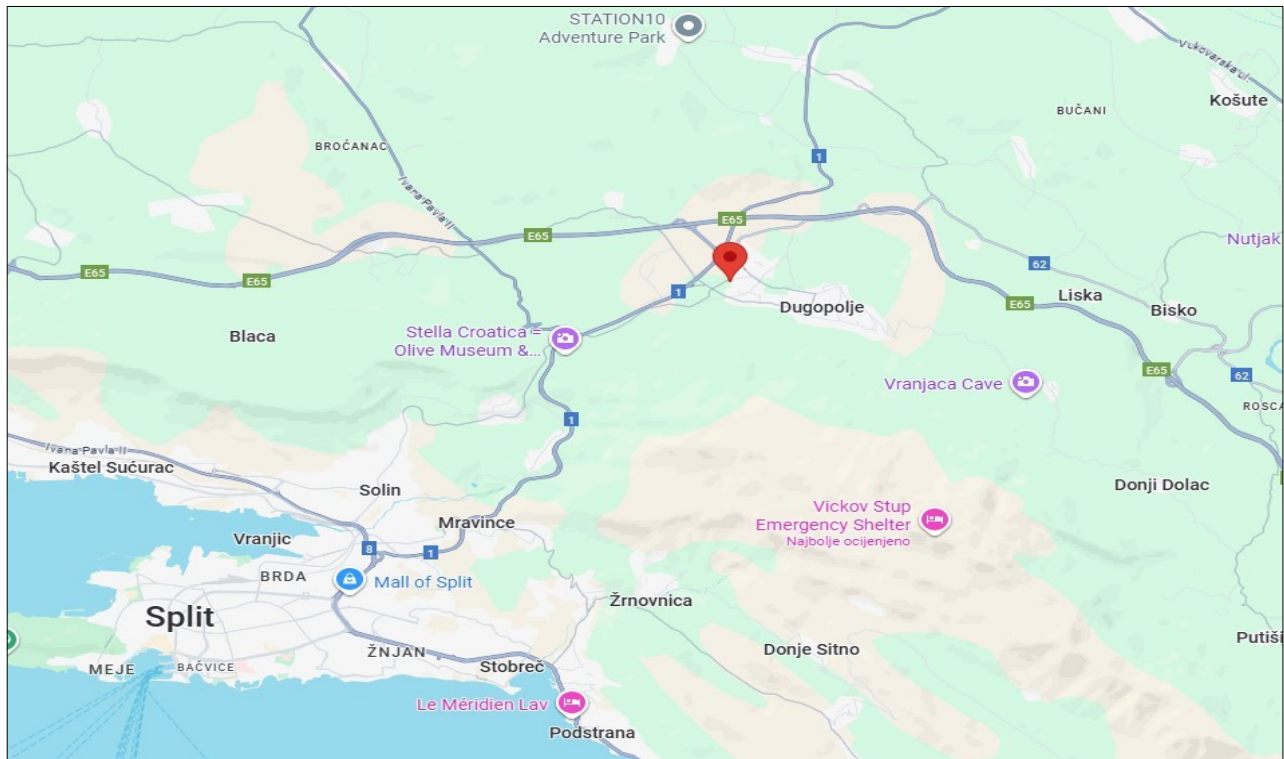 STATION10
Adventure Park
Vukovarska ul.
Košute
BUČANI
BROĆANAC
Ivana Pavla II
1
E65
E65
Nutjak
62
E65
E65
1
Liska
E65
Bisko
Dugopolje
Blaca
Stella Croatica =
Olive Museum &...
E65
62
Vranjaca Cave
ROSCA
1
Ivana Pavla II
Kaštel Sućurac
Solin
Donji Dolac
Vickov Stup
Emergency Shelter
Najbolje ocijenjeno
Mravince
Vranjic
8
1
BRDA
Mall of Split
Žrnovnica
Split
Putiši
Donje Sitno
ŽNJAN
MEJE
BAČVICE
Stobreč
Le Méridien Lav
Podstrana